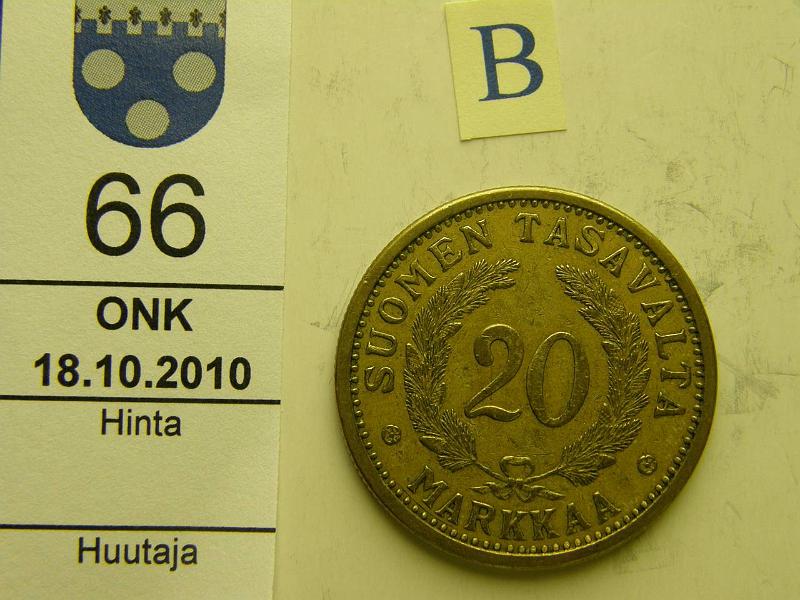 66
ONK
18.10.2010
Hinta
Huutaja
B
SUOMEN TASAVALTA
20
MARKKAA